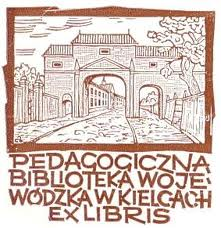 PEDAGOGICZNA
BIBLIOTEKA WOJE-
WÓDZKA W KIELCACH
EX LIBRIS